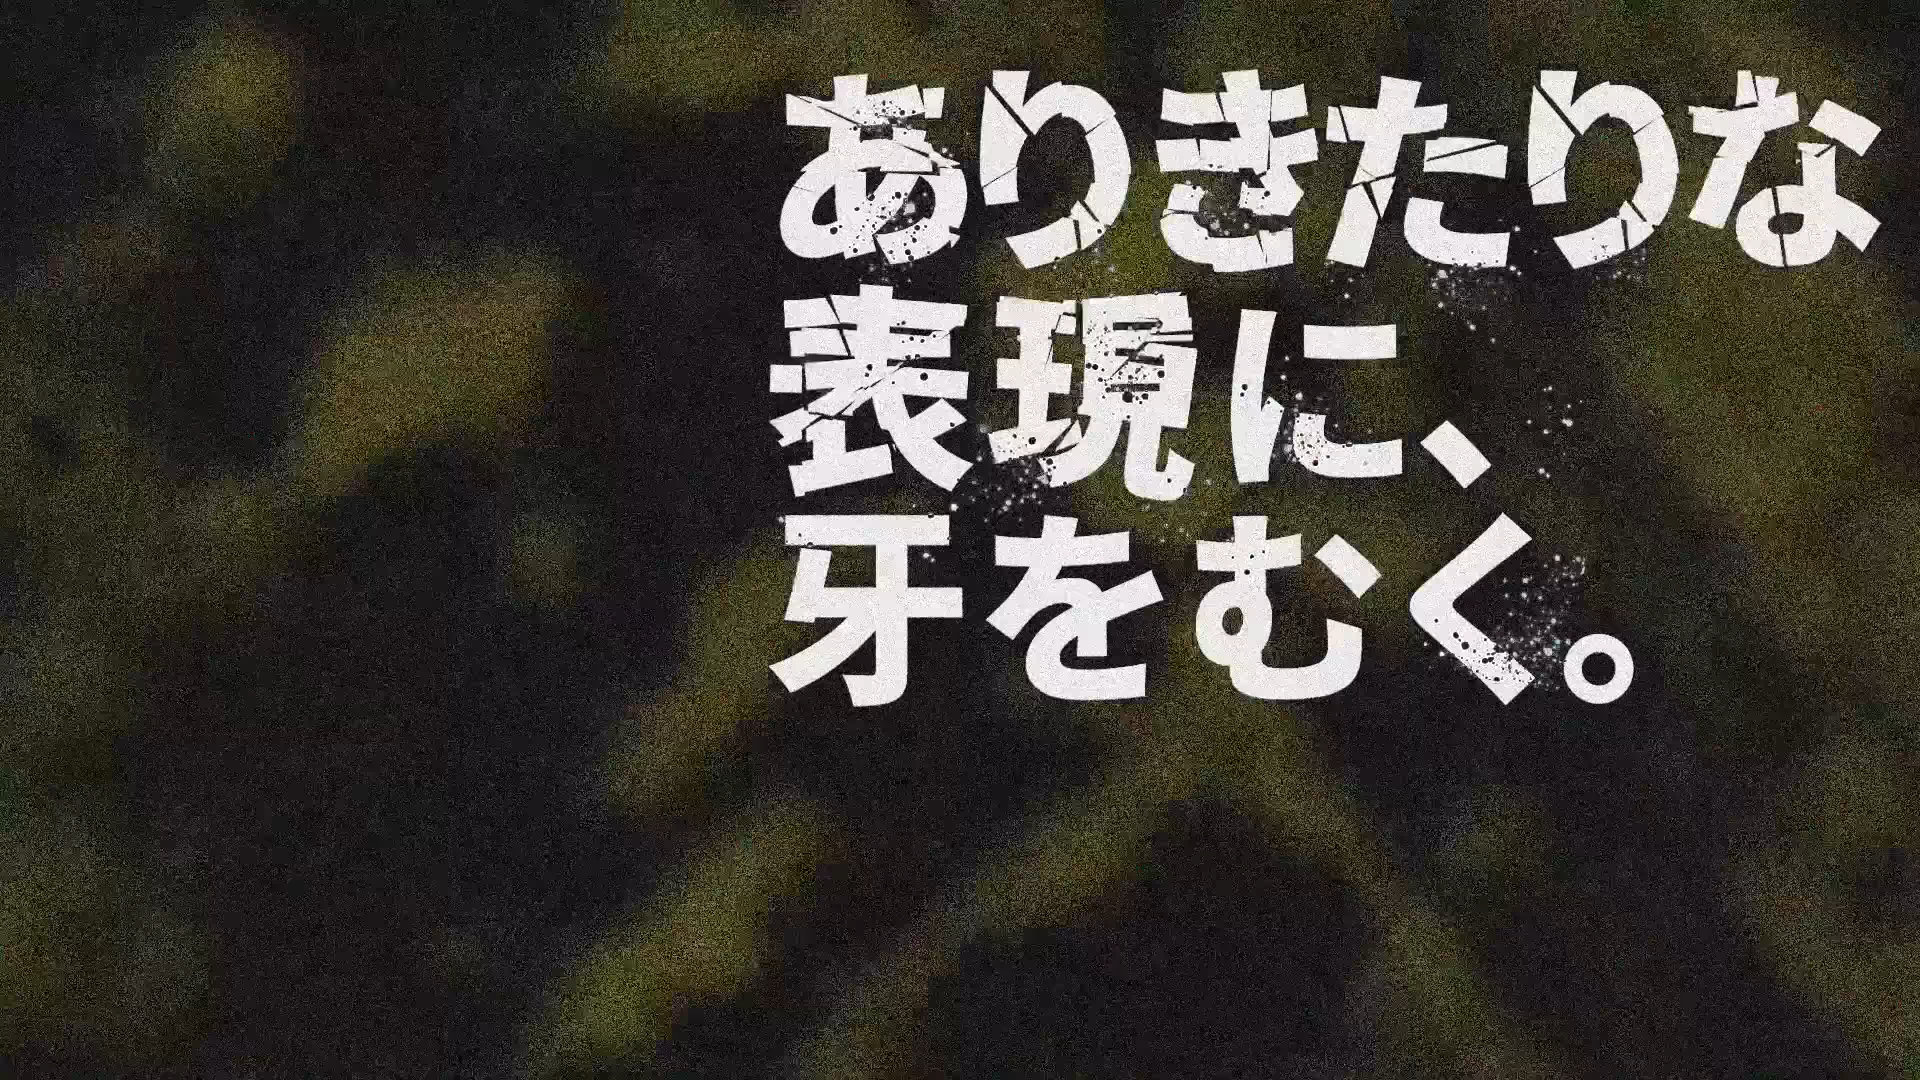 ありきたりな
表現に、
牙をむく。